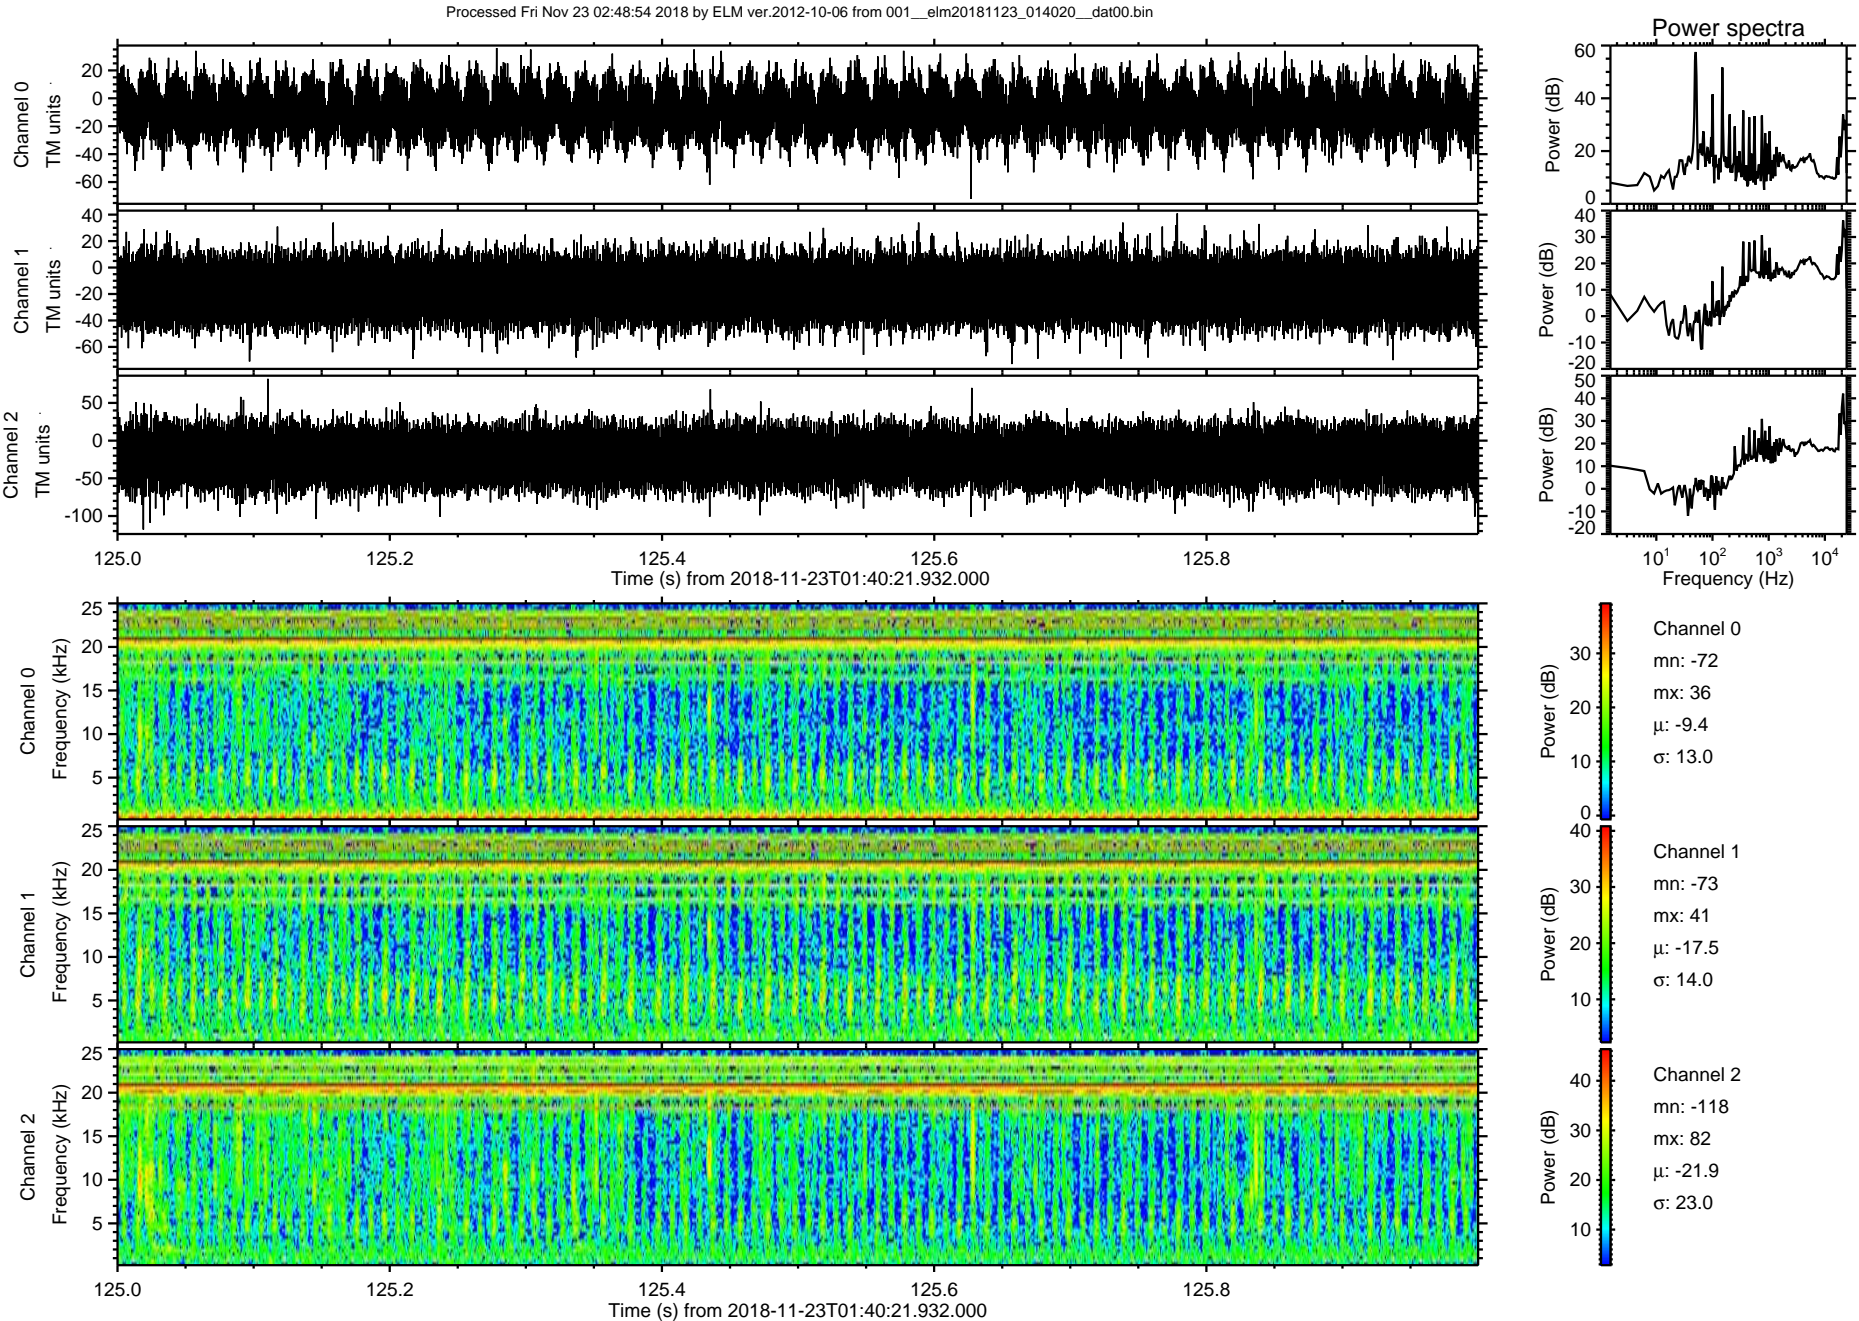 Processed Fri Nov 23 02:48:54 2018 by ELM ver.2012-10-06 from 001__elm20181123_014020__dat00.bin
Power spectra
Channel 0
TM units
20
0
-20
-40
-60
Power (dB)
60
40
20
0
Channel 1
TM units
40
20
0
-20
-40
-60
Power (dB)
40
30
20
10
0
-10
-20
Channel 2
TM units
50
0
-50
-100
Power (dB)
50
40
30
20
10
0
-10
-20
125.0 125.2 125.4 125.6 125.8
Time (s) from 2018-11-23T01:40:21.932.000
10^1 10^2 10^3 10^4
Frequency (Hz)
Channel 0
Frequency (kHz)
25
20
15
10
5
Power (dB)
30
20
10
0
Channel 0
mn: -72
mx: 36
μ: -9.4
σ: 13.0
Channel 1
Frequency (kHz)
25
20
15
10
5
Power (dB)
40
30
20
10
Channel 1
mn: -73
mx: 41
μ: -17.5
σ: 14.0
Channel 2
Frequency (kHz)
25
20
15
10
5
Power (dB)
40
30
20
10
Channel 2
mn: -118
mx: 82
μ: -21.9
σ: 23.0
125.0 125.2 125.4 125.6 125.8
Time (s) from 2018-11-23T01:40:21.932.000